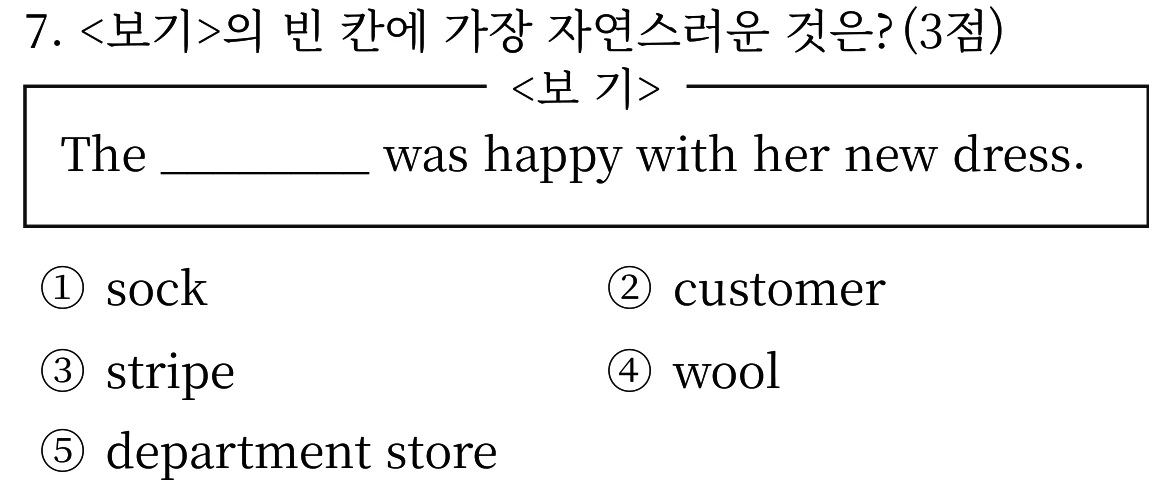 7. <보기>의 빈 칸에 가장 자연스러운 것은?(3점)
<보 기>
The ________ was happy with her new dress.
① sock ② customer
③ stripe ④ wool
⑤ department store